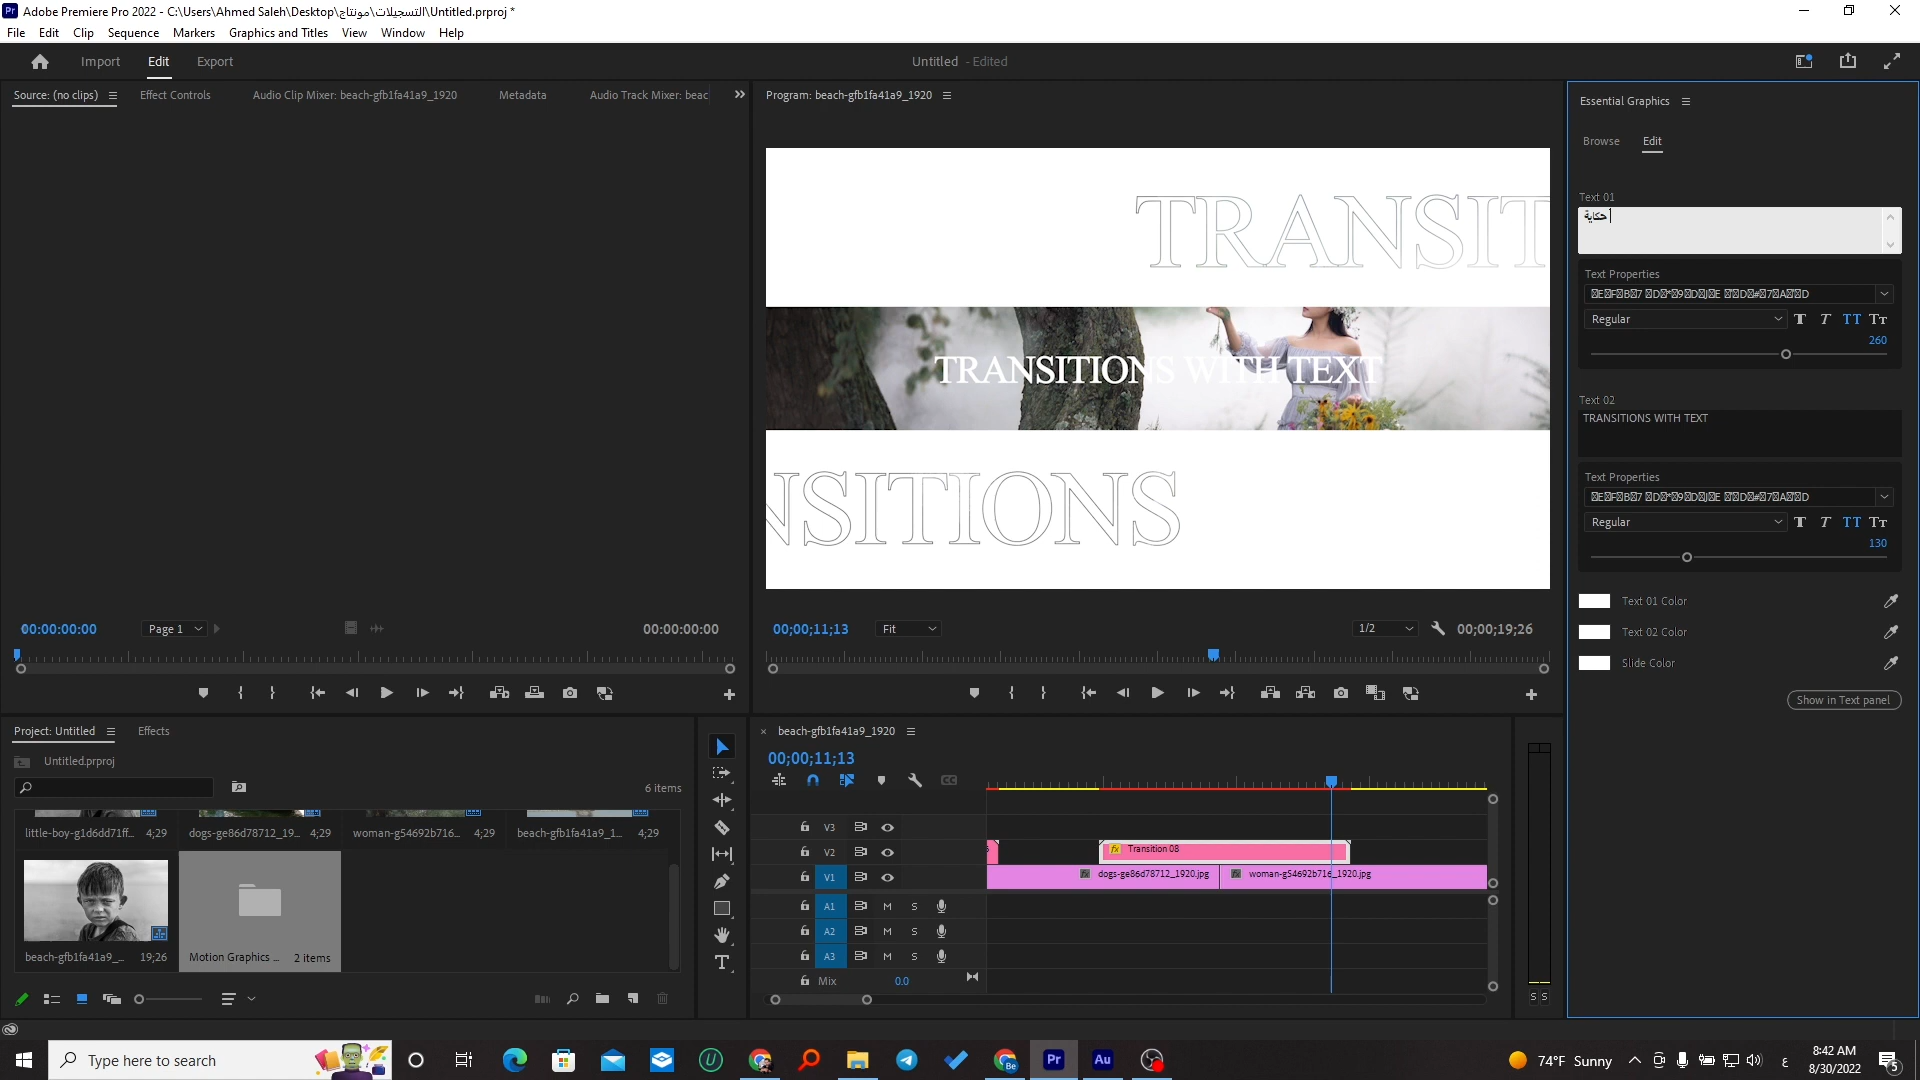 Adobe Premiere Pro 2022 - C:\Users\Ahmed Saleh\Desktop\التسجيلات\مونتاج\Untitled.prproj *
File Edit Clip Sequence Markers Graphics and Titles View Window Help
Import Edit Export
Untitled - Edited
Source: (no clips) Effect Controls Audio Clip Mixer: beach-gfb1fa41a9_1920 Metadata Audio Track Mixer: beac
Program: beach-gfb1fa41a9_1920
Essential Graphics
Browse Edit
TRANSIT
TRANSITIONS WITH TEXT
NSITIONS
Text 01
حكاية
Text Properties
Regular
260
Text 02
TRANSITIONS WITH TEXT
Text Properties
Regular
130
Text 01 Color
Text 02 Color
Slide Color
Show in Text panel
00:00:00:00 Page 1 00:00:00:00
00;00;11;13 Fit 1/2 00;00;19;26
Project: Untitled Effects
Untitled.prproj
6 items
little-boy-g1d6dd71ff... 4;29 dogs-ge86d78712_19... 4;29 woman-g54692b716... 4;29 beach-gfb1fa41a9_1... 4;29
beach-gfb1fa41a9_... 19;26 Motion Graphics ... 2 items
beach-gfb1fa41a9_1920
00;00;11;13
V3
V2 Transition 08
V1 dogs-ge86d78712_1920.jpg woman-g54692b716_1920.jpg
A1 M S
A2 M S
A3 M S
Mix 0.0
S S
Type here to search
74°F Sunny
ع
8:42 AM
8/30/2022
5